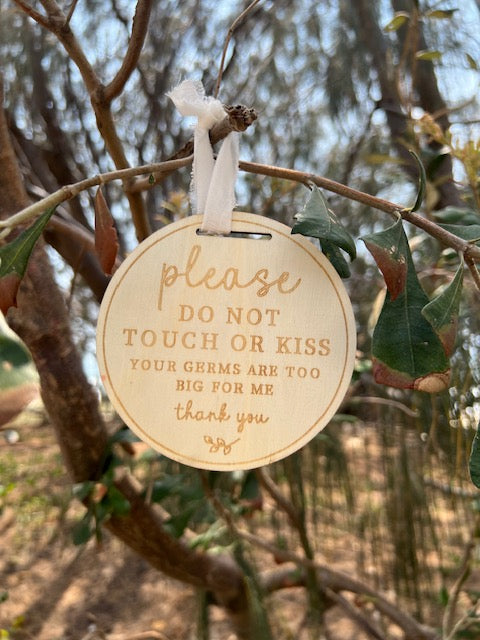 please
DO NOT
TOUCH OR KISS
YOUR GERMS ARE TOO
BIG FOR ME
thank you